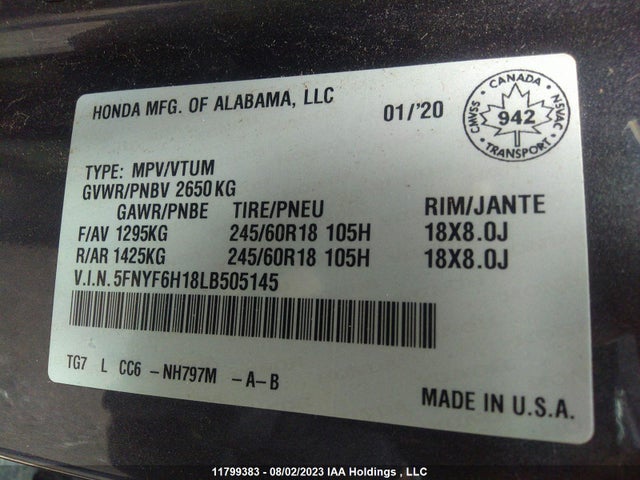 HONDA MFG. OF ALABAMA, LLC
01/'20
CANADA
CMVSS 942 NSVAC
TRANSPORT
TYPE: MPV/VTUM
GVWR/PNBV 2650KG
GAWR/PNBE TIRE/PNEU RIM/JANTE
F/AV 1295KG 245/60R18 105H 18X8.0J
R/AR 1425KG 245/60R18 105H 18X8.0J
V.I.N. 5FNYF6H18LB505145
TG7 L CC6 - NH797M - A - B
MADE IN U.S.A.
11799383 - 08/02/2023 IAA Holdings , LLC